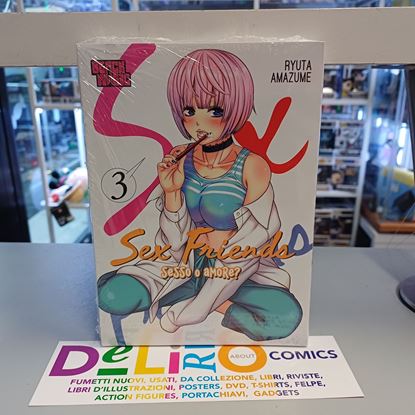 RYUTA
AMAZUME
Sex
3
Sex Friends
SESSO O AMORE?
DELIRIO ABOUT COMICS
FUMETTI NUOVI, USATI, DA COLLEZIONE, LIBRI, RIVISTE,
LIBRI D'ILLUSTRAZIONI, POSTERS, DVD, T-SHIRTS, FELPE,
ACTION FIGURES, PORTACHIAVI, GADGETS